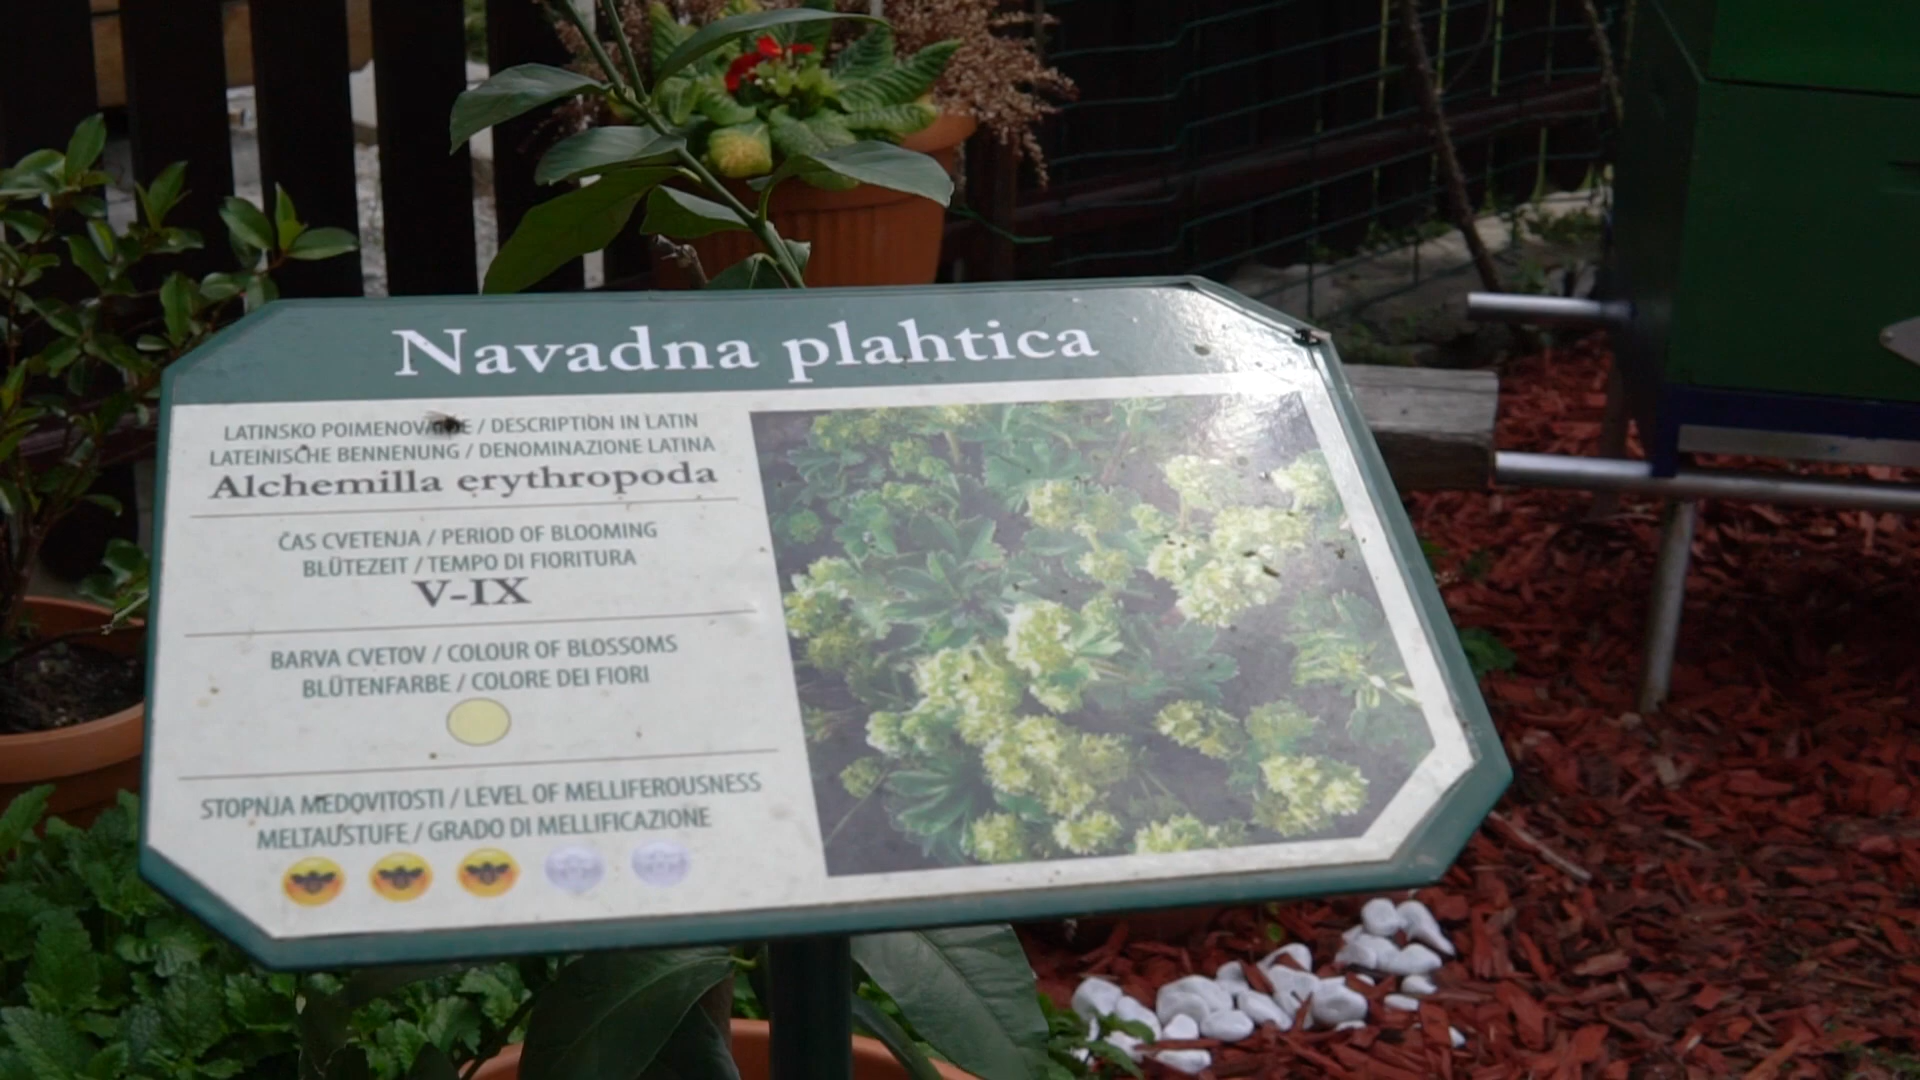 Navadna plahtica
LATINSKO POIMENOVANJE / DESCRIPTION IN LATIN
LATEINISCHE BENNENUNG / DENOMINAZIONE LATINA
Alchemilla erythropoda
ČAS CVETENJA / PERIOD OF BLOOMING
BLÜTEZEIT / TEMPO DI FIORITURA
V-IX
BARVA CVETOV / COLOUR OF BLOSSOMS
BLÜTENFARBE / COLORE DEI FIORI
STOPNJA MEDOVITOSTI / LEVEL OF MELLIFEROUSNESS
MELTAUSTUFE / GRADO DI MELLIFICAZIONE